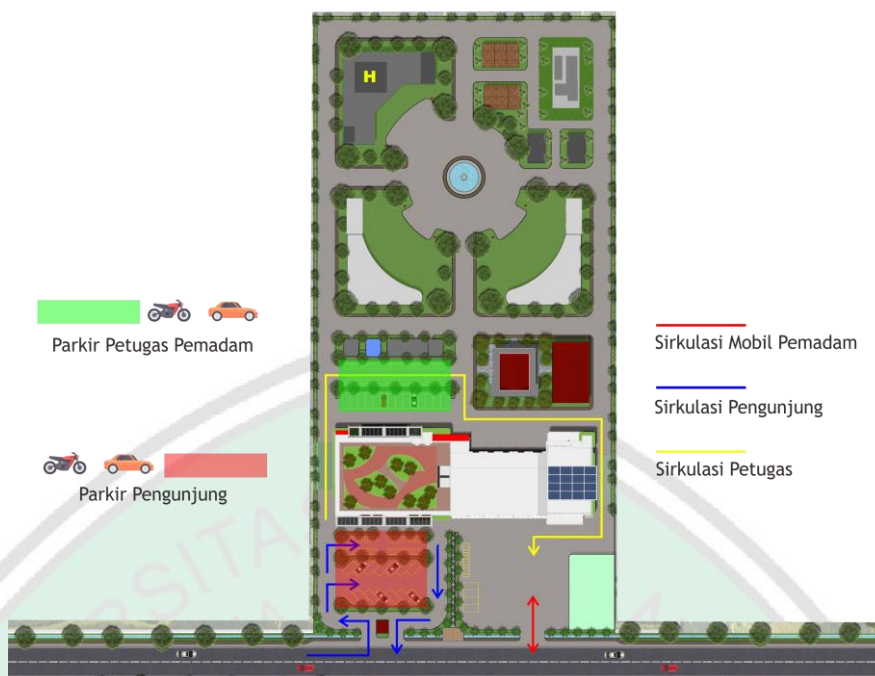 H
Parkir Petugas Pemadam
Parkir Pengunjung
Sirkulasi Mobil Pemadam
Sirkulasi Pengunjung
Sirkulasi Petugas